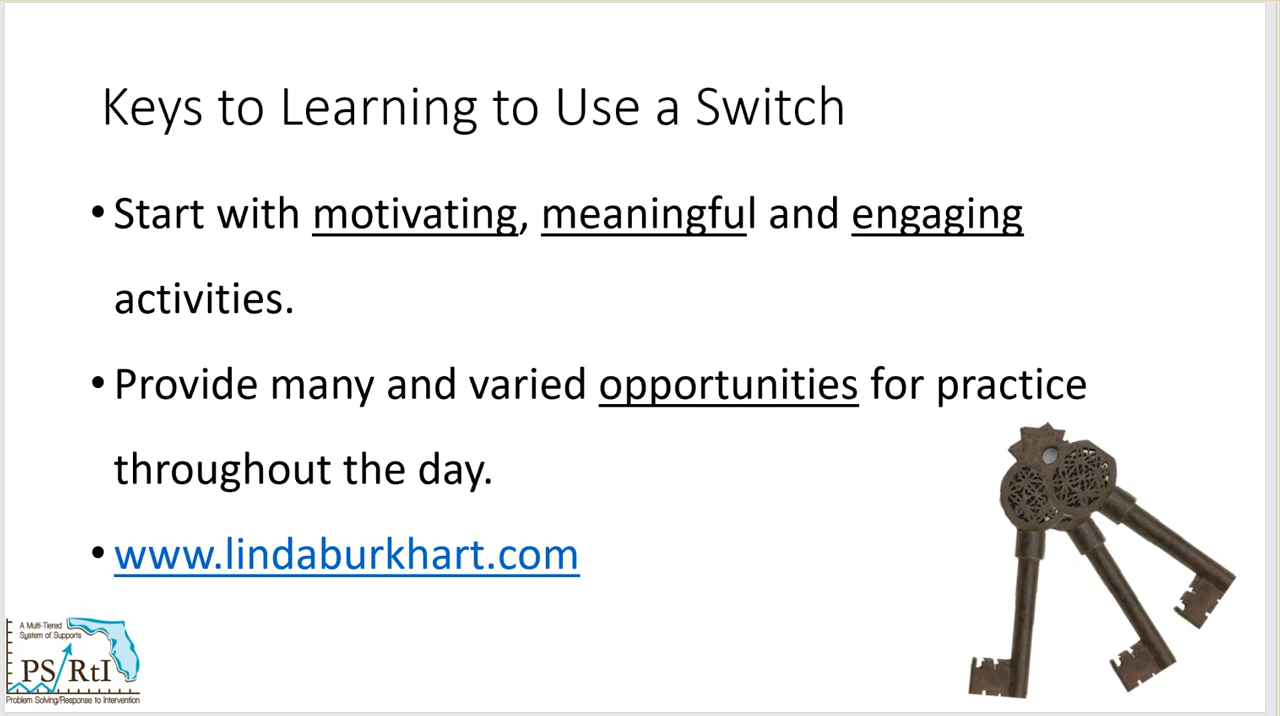 Keys to Learning to Use a Switch
•Start with motivating, meaningful and engaging
activities.
•Provide many and varied opportunities for practice
throughout the day.
•www.lindaburkhart.com
A Multi-Tiered
System of Supports
PS/RtI
Problem Solving/Response to Intervention